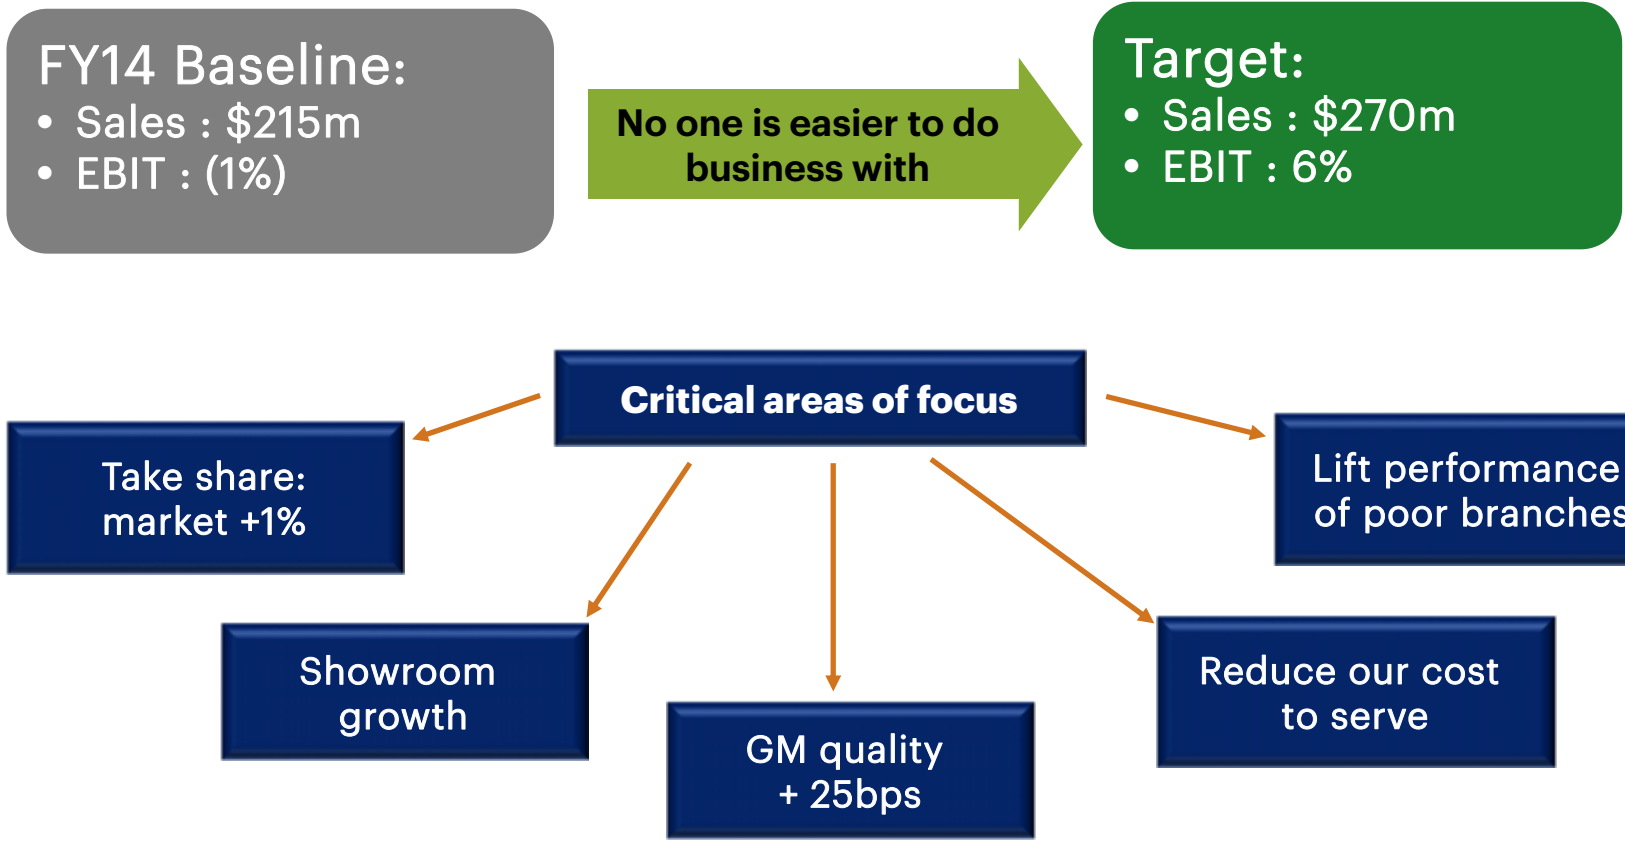 FY14 Baseline:
• Sales : $215m
• EBIT : (1%)
No one is easier to do
business with
Target:
• Sales : $270m
• EBIT : 6%
Critical areas of focus
Take share:
market +1%
Showroom
growth
GM quality
+ 25bps
Reduce our cost
to serve
Lift performance
of poor branches